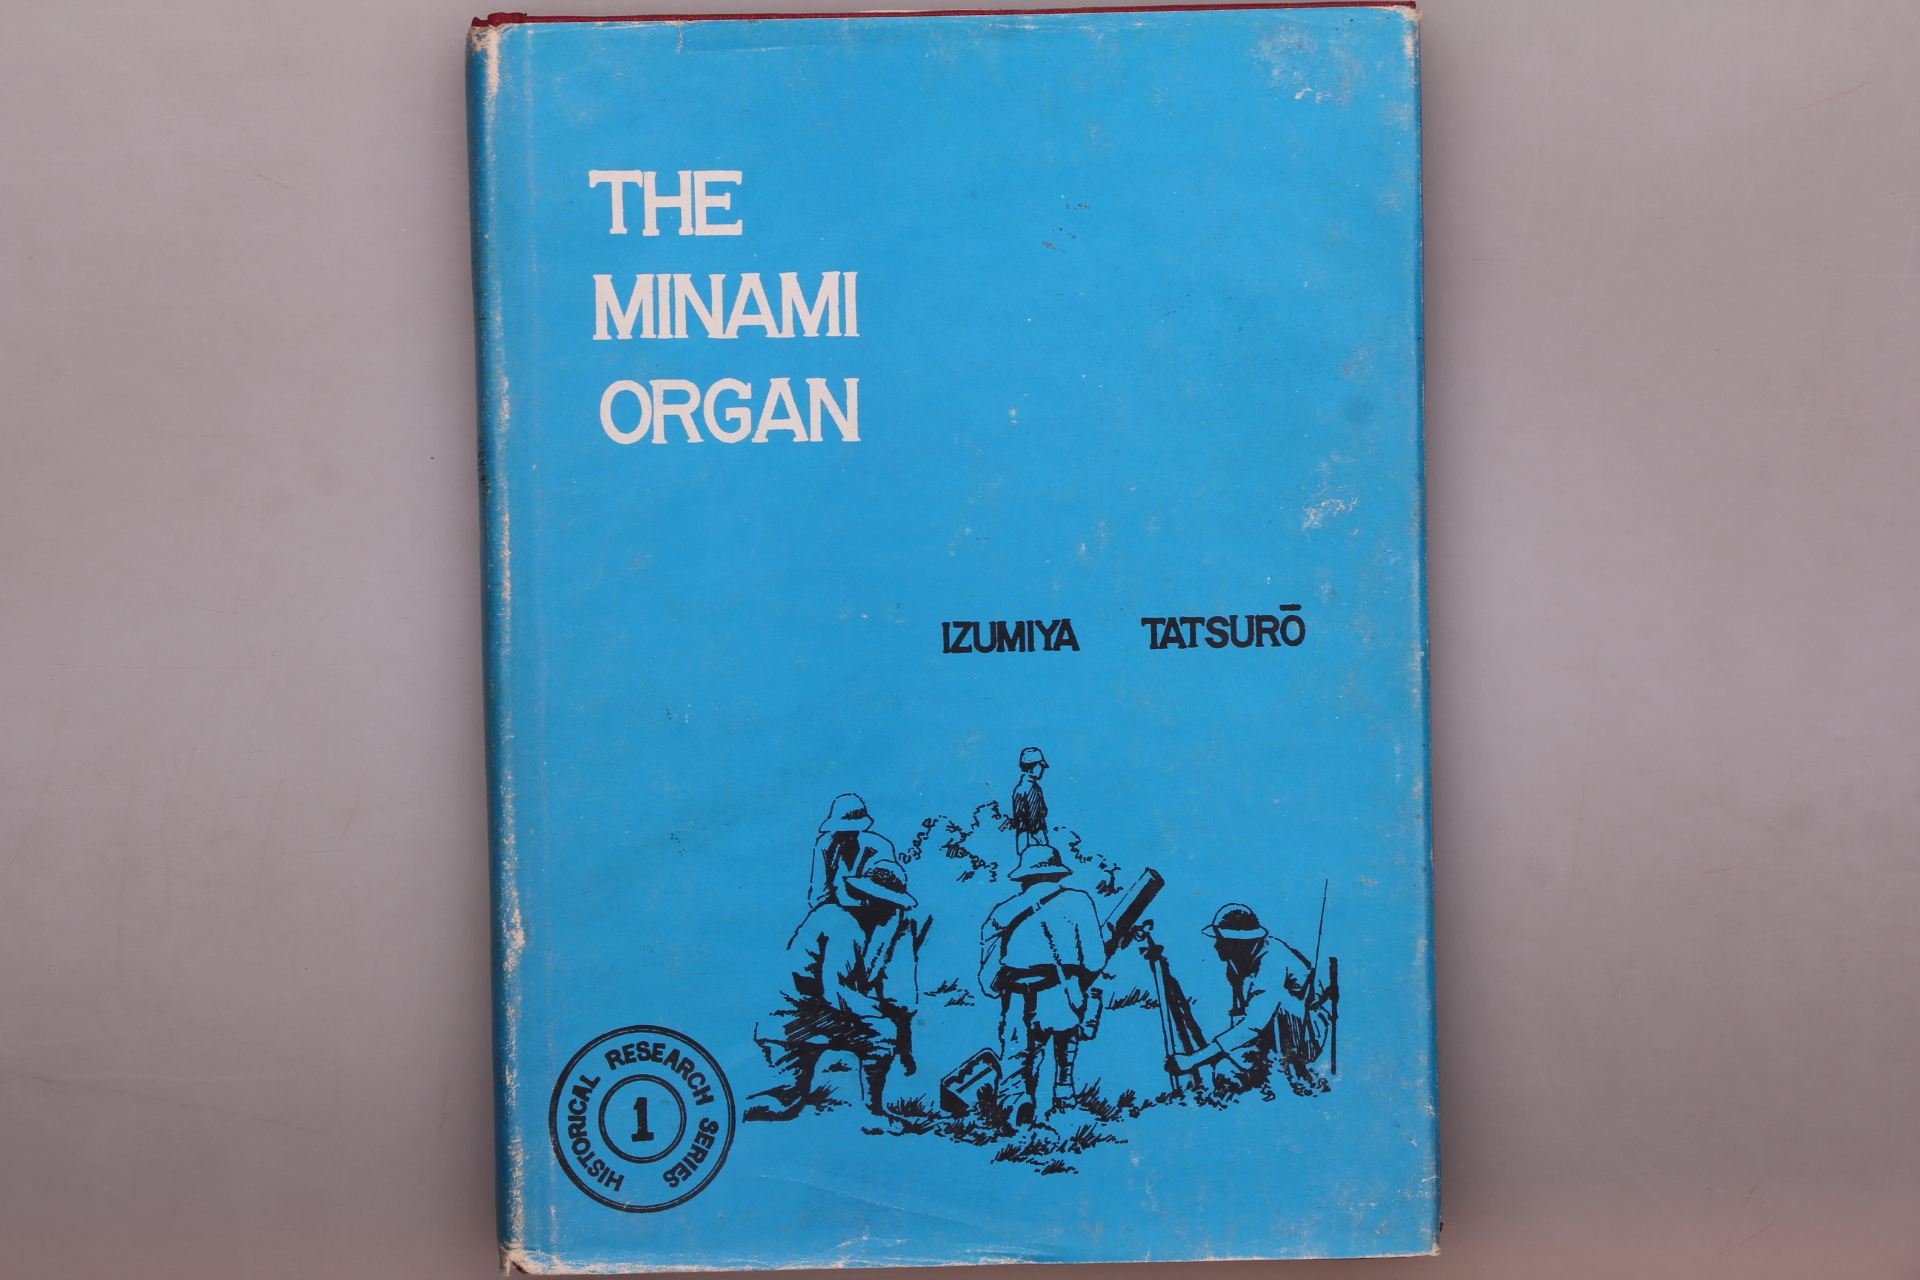 THE
MINAMI
ORGAN
IZUMIYA TATSURŌ
HISTORICAL RESEARCH SERIES
1